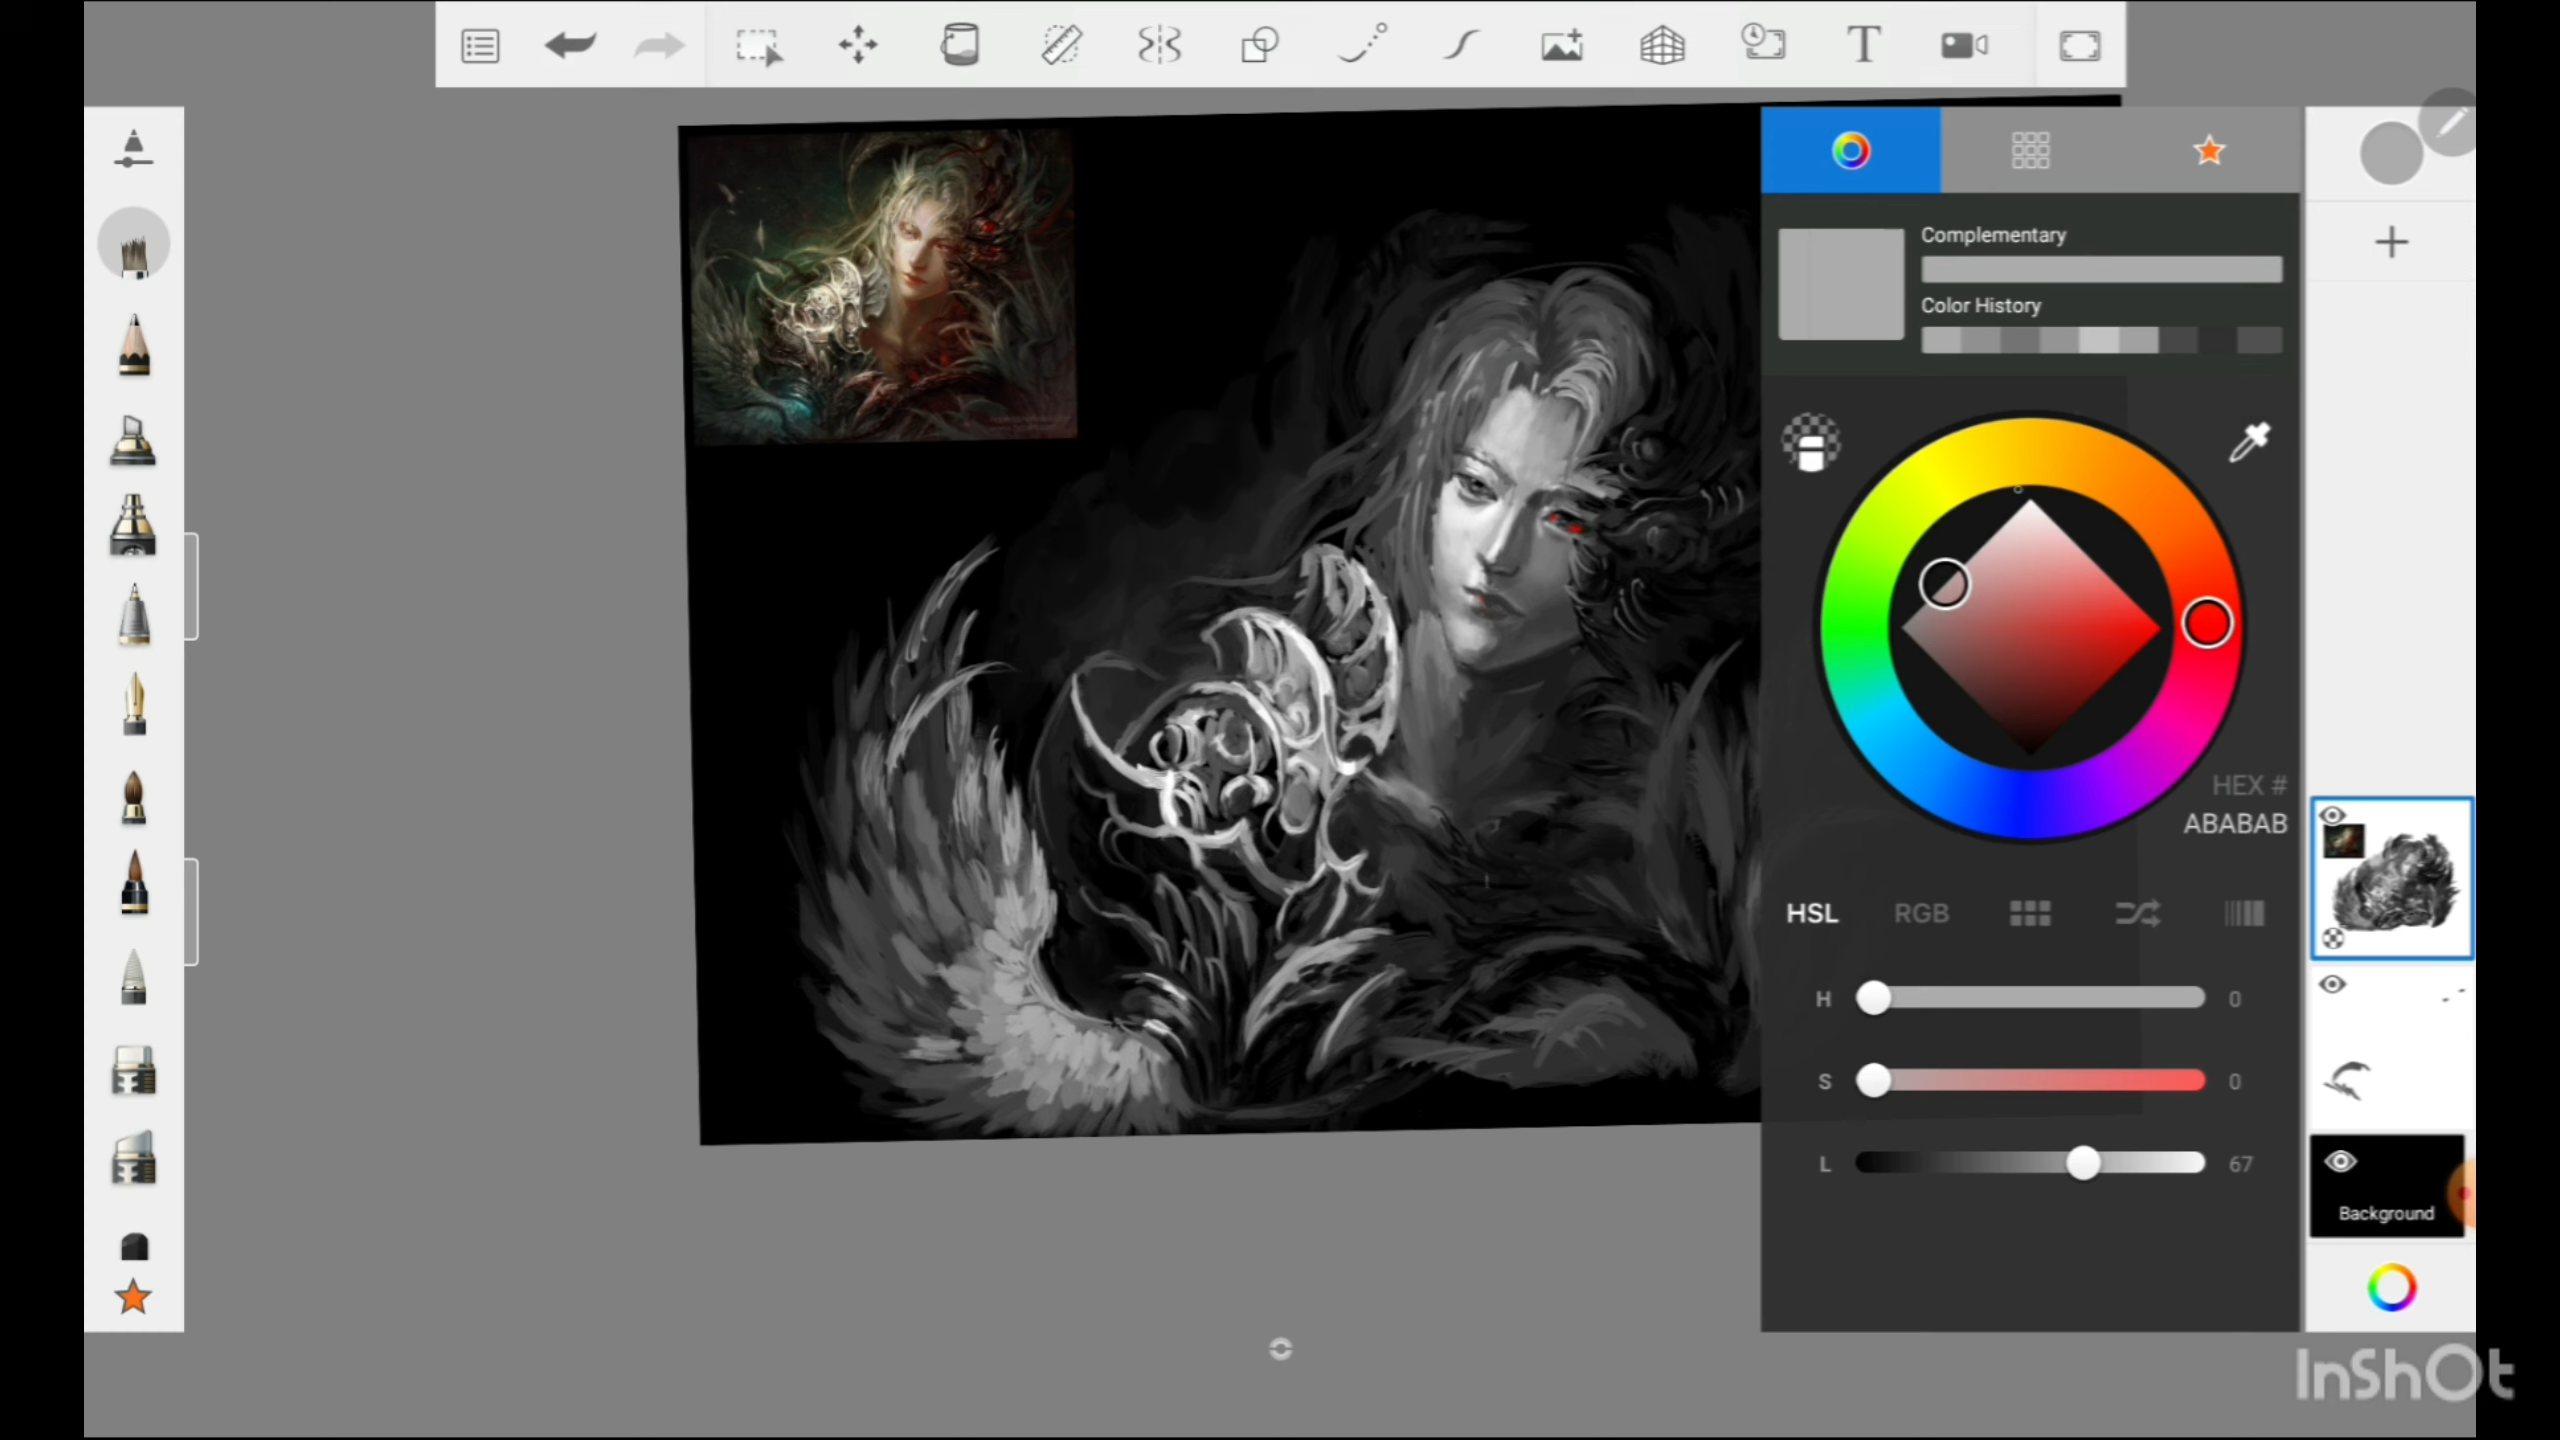 T
Complementary
Color History
HEX #
ABABAB
HSL RGB
H 0
S 0
L 67
Background
InShOt